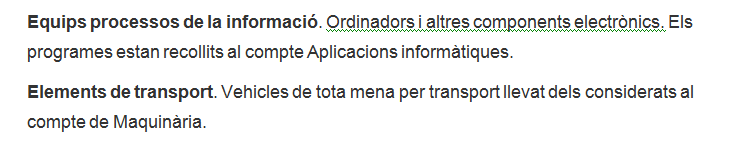 Equips processos de la informació. Ordinadors i altres components electrònics. Els
programes estan recollits al compte Aplicacions informàtiques.
Elements de transport. Vehicles de tota mena per transport llevat dels considerats al
compte de Maquinària.